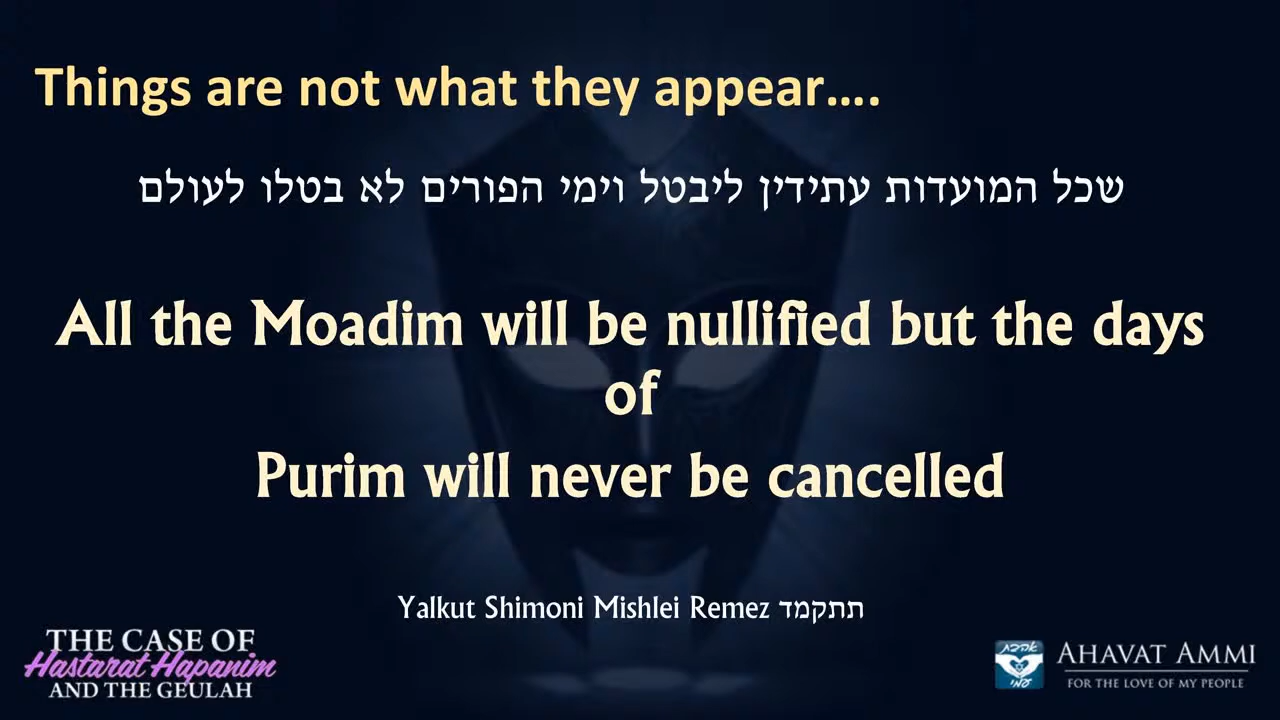 Things are not what they appear....
שכל המועדות עתידין ליבטל וימי הפורים לא בטלו לעולם
All the Moadim will be nullified but the days
of
Purim will never be cancelled
Yalkut Shimoni Mishlei Remez תתקמד
THE CASE OF
Hastarat Hapanim
AND THE GEULAH
אהבת
עמי
AHAVAT AMMI
FOR THE LOVE OF MY PEOPLE